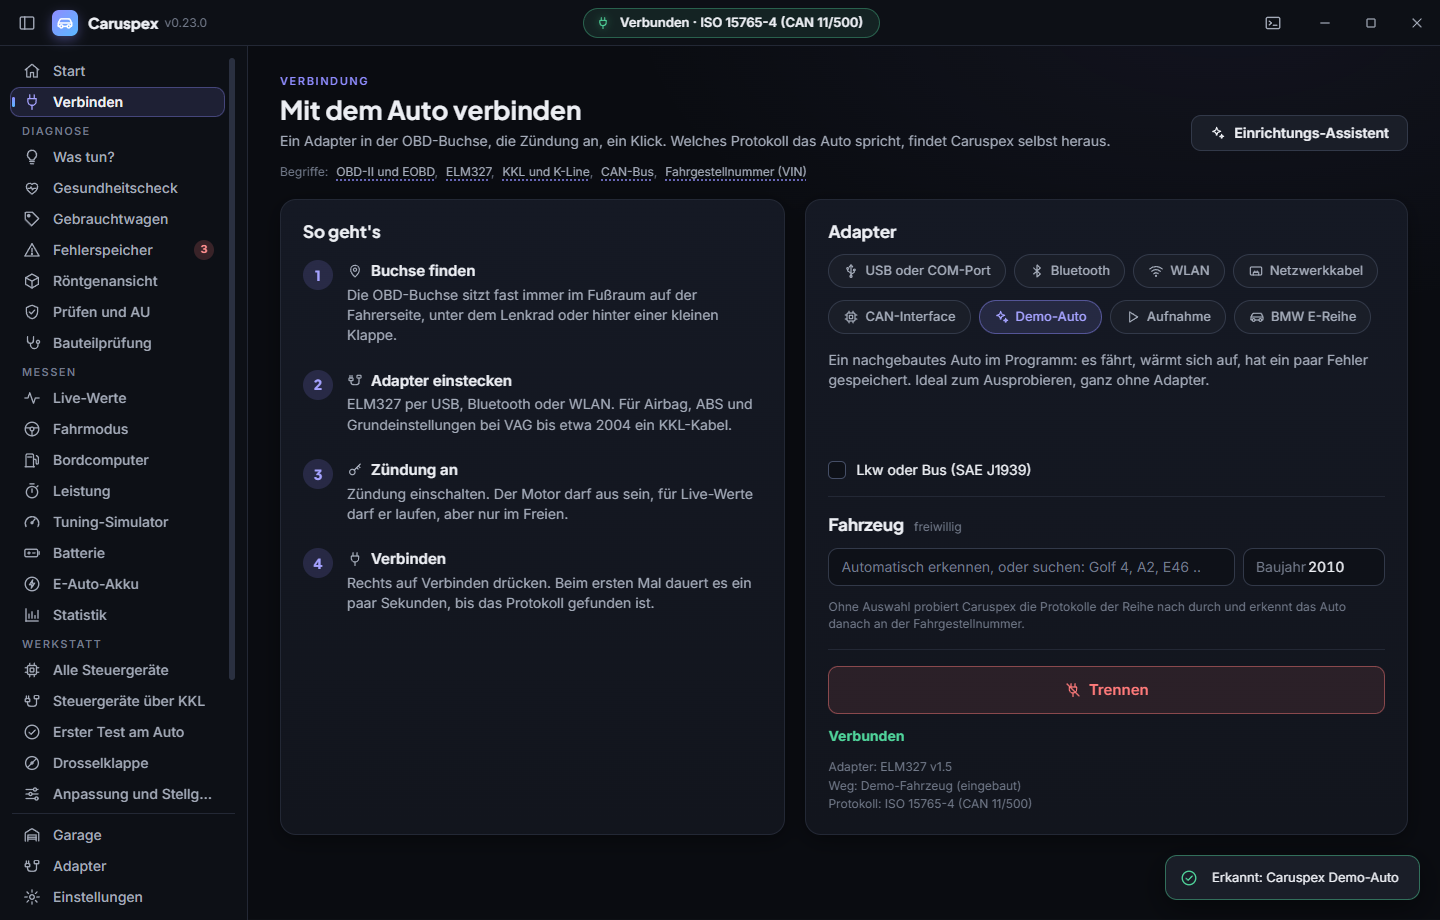 Caruspex v0.23.0
Verbunden · ISO 15765-4 (CAN 11/500)
Start
Verbinden
DIAGNOSE
Was tun?
Gesundheitscheck
Gebrauchtwagen
Fehlerspeicher 3
Röntgenansicht
Prüfen und AU
Bauteilprüfung
MESSEN
Live-Werte
Fahrmodus
Bordcomputer
Leistung
Tuning-Simulator
Batterie
E-Auto-Akku
Statistik
WERKSTATT
Alle Steuergeräte
Steuergeräte über KKL
Erster Test am Auto
Drosselklappe
Anpassung und Stellg...
Garage
Adapter
Einstellungen
VERBINDUNG
Mit dem Auto verbinden
Ein Adapter in der OBD-Buchse, die Zündung an, ein Klick. Welches Protokoll das Auto spricht, findet Caruspex selbst heraus.
Begriffe: OBD-II und EOBD, ELM327, KKL und K-Line, CAN-Bus, Fahrgestellnummer (VIN)
Einrichtungs-Assistent
So geht's
1 Buchse finden
Die OBD-Buchse sitzt fast immer im Fußraum auf der
Fahrerseite, unter dem Lenkrad oder hinter einer kleinen
Klappe.
2 Adapter einstecken
ELM327 per USB, Bluetooth oder WLAN. Für Airbag, ABS und
Grundeinstellungen bei VAG bis etwa 2004 ein KKL-Kabel.
3 Zündung an
Zündung einschalten. Der Motor darf aus sein, für Live-Werte
darf er laufen, aber nur im Freien.
4 Verbinden
Rechts auf Verbinden drücken. Beim ersten Mal dauert es ein
paar Sekunden, bis das Protokoll gefunden ist.
Adapter
USB oder COM-Port Bluetooth WLAN Netzwerkkabel
CAN-Interface Demo-Auto Aufnahme BMW E-Reihe
Ein nachgebautes Auto im Programm: es fährt, wärmt sich auf, hat ein paar Fehler
gespeichert. Ideal zum Ausprobieren, ganz ohne Adapter.
Lkw oder Bus (SAE J1939)
Fahrzeug freiwillig
Automatisch erkennen, oder suchen: Golf 4, A2, E46 ..
Baujahr 2010
Ohne Auswahl probiert Caruspex die Protokolle der Reihe nach durch und erkennt das Auto
danach an der Fahrgestellnummer.
Trennen
Verbunden
Adapter: ELM327 v1.5
Weg: Demo-Fahrzeug (eingebaut)
Protokoll: ISO 15765-4 (CAN 11/500)
Erkannt: Caruspex Demo-Auto